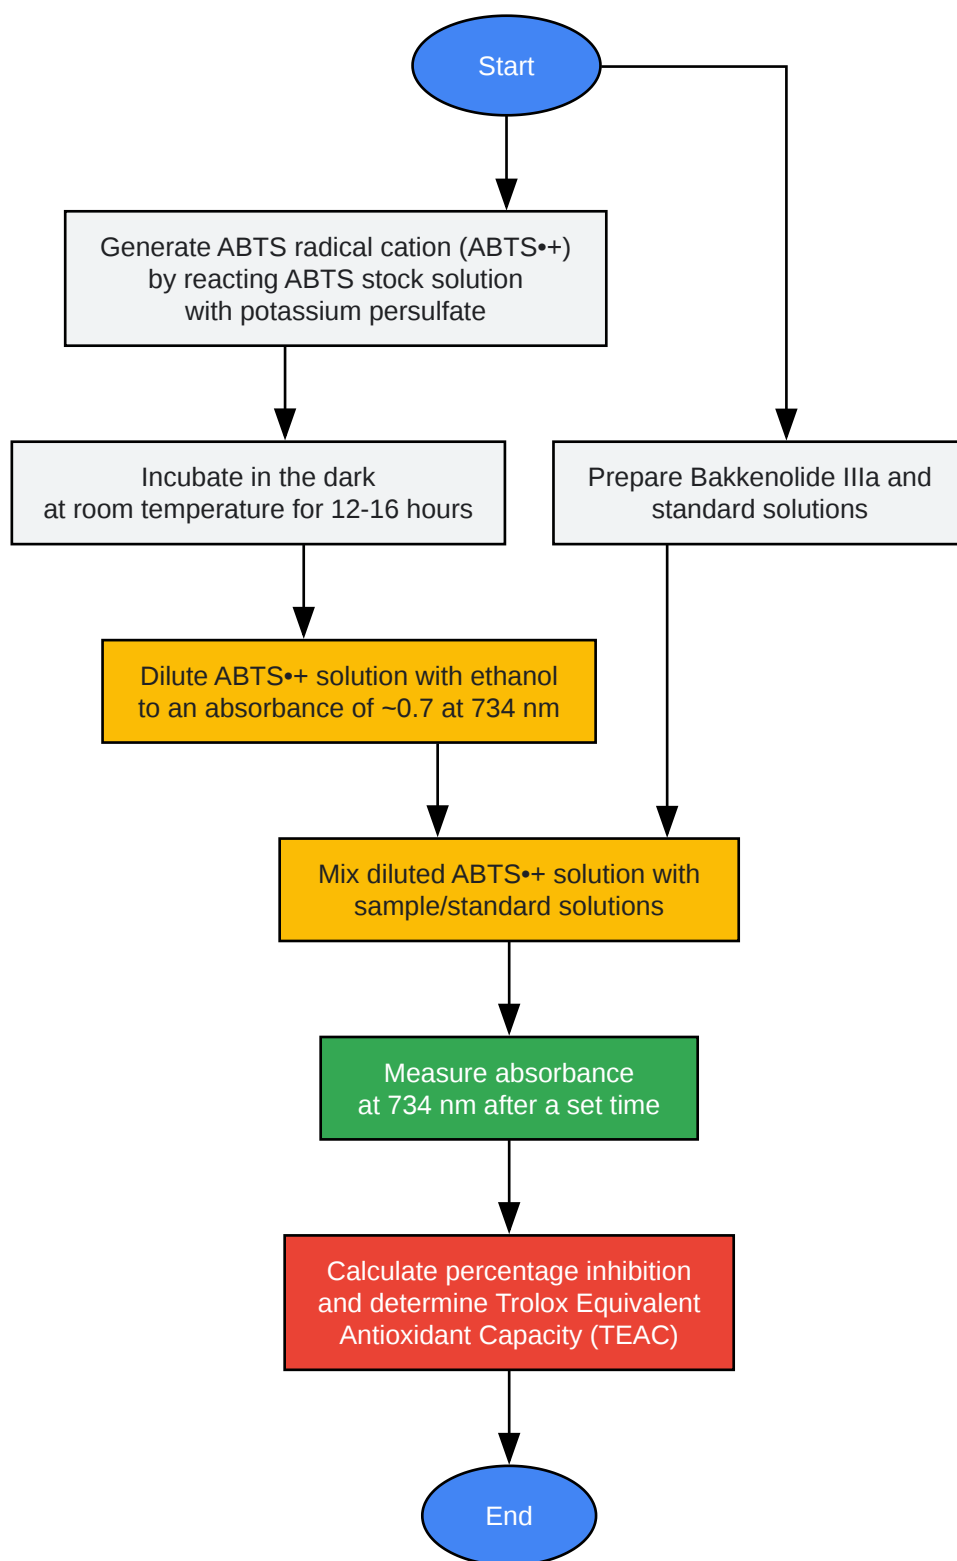 Start
Generate ABTS radical cation (ABTS•+)
by reacting ABTS stock solution
with potassium persulfate
Incubate in the dark
at room temperature for 12-16 hours
Prepare Bakkenolide IIIa and
standard solutions
Dilute ABTS•+ solution with ethanol
to an absorbance of ~0.7 at 734 nm
Mix diluted ABTS•+ solution with
sample/standard solutions
Measure absorbance
at 734 nm after a set time
Calculate percentage inhibition
and determine Trolox Equivalent
Antioxidant Capacity (TEAC)
End